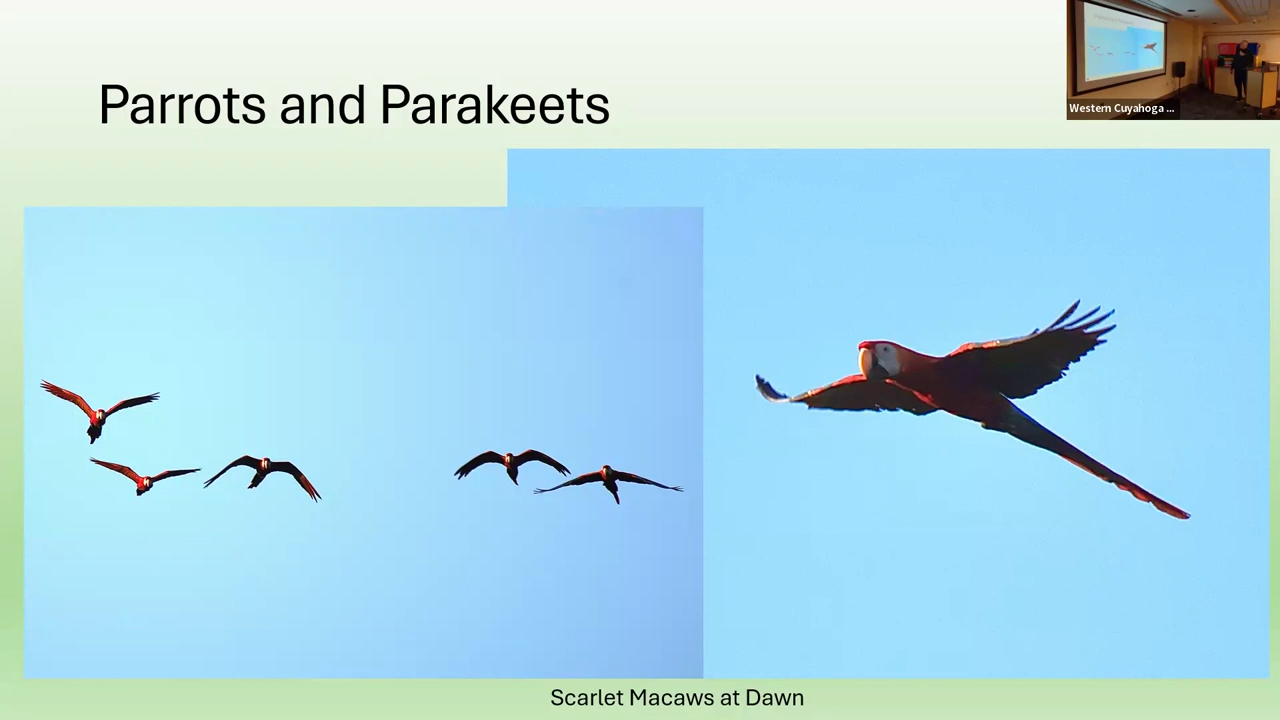 Parrots and Parakeets
Western Cuyahoga ...
Scarlet Macaws at Dawn